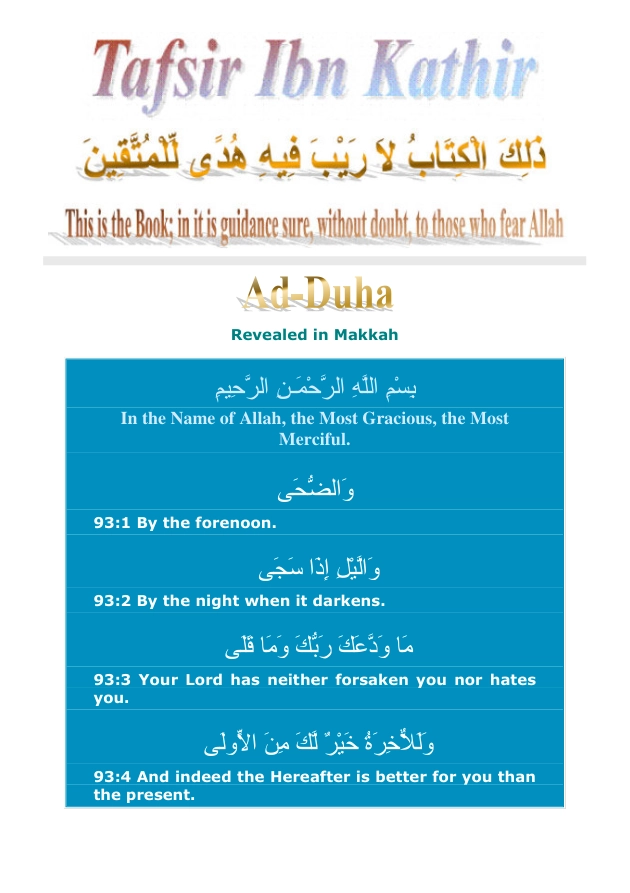 Tafsir Ibn Kathir
ذَلِكَ الْكِتَابُ لاَ رَيْبَ فِيهِ هُدًى لِّلْمُتَّقِينَ
This is the Book; in it is guidance sure, without doubt, to those who fear Allah
Ad-Duha
Revealed in Makkah
بِسْمِ اللَّهِ الرَّحْمَـنِ الرَّحِيمِ
In the Name of Allah, the Most Gracious, the Most
Merciful.
وَالضُّحَى
93:1 By the forenoon.
وَالَّيْلِ إِذَا سَجَى
93:2 By the night when it darkens.
مَا وَدَّعَكَ رَبُّكَ وَمَا قَلَى
93:3 Your Lord has neither forsaken you nor hates
you.
وَلَلاٌّخِرَةُ خَيْرٌ لَّكَ مِنَ الاٍّولَى
93:4 And indeed the Hereafter is better for you than
the present.